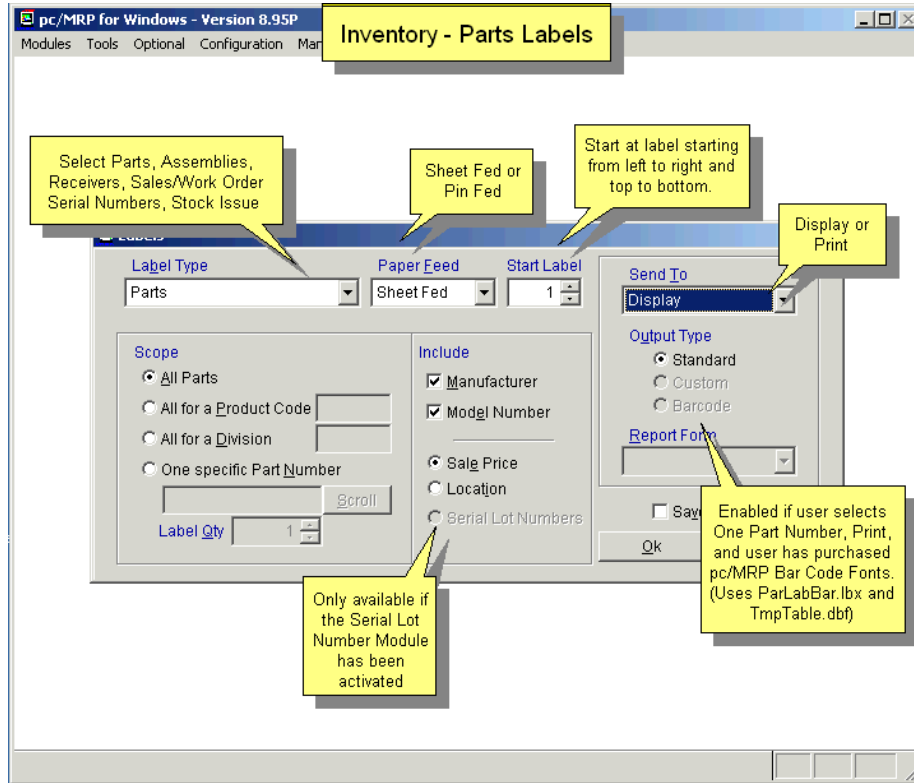 pc/MRP for Windows - Version 8.95P
Modules Tools Optional Configuration Man
Inventory - Parts Labels
Select Parts, Assemblies,
Receivers, Sales/Work Order
Serial Numbers, Stock Issue
Sheet Fed or
Pin Fed
Start at label starting
from left to right and
top to bottom.
Display or
Print
Labels
Label Type
Parts
Paper Feed
Sheet Fed
Start Label
1
Send To
Display
Output Type
Standard
Custom
Barcode
Report Form
Scope
All Parts
All for a Product Code
All for a Division
One specific Part Number
Scroll
Label Qty 1
Include
Manufacturer
Model Number
Sale Price
Location
Serial Lot Numbers
Sav
Ok
Only available if
the Serial Lot
Number Module
has been
activated
Enabled if user selects
One Part Number, Print,
and user has purchased
pc/MRP Bar Code Fonts.
(Uses ParLabBar.lbx and
TmpTable.dbf)